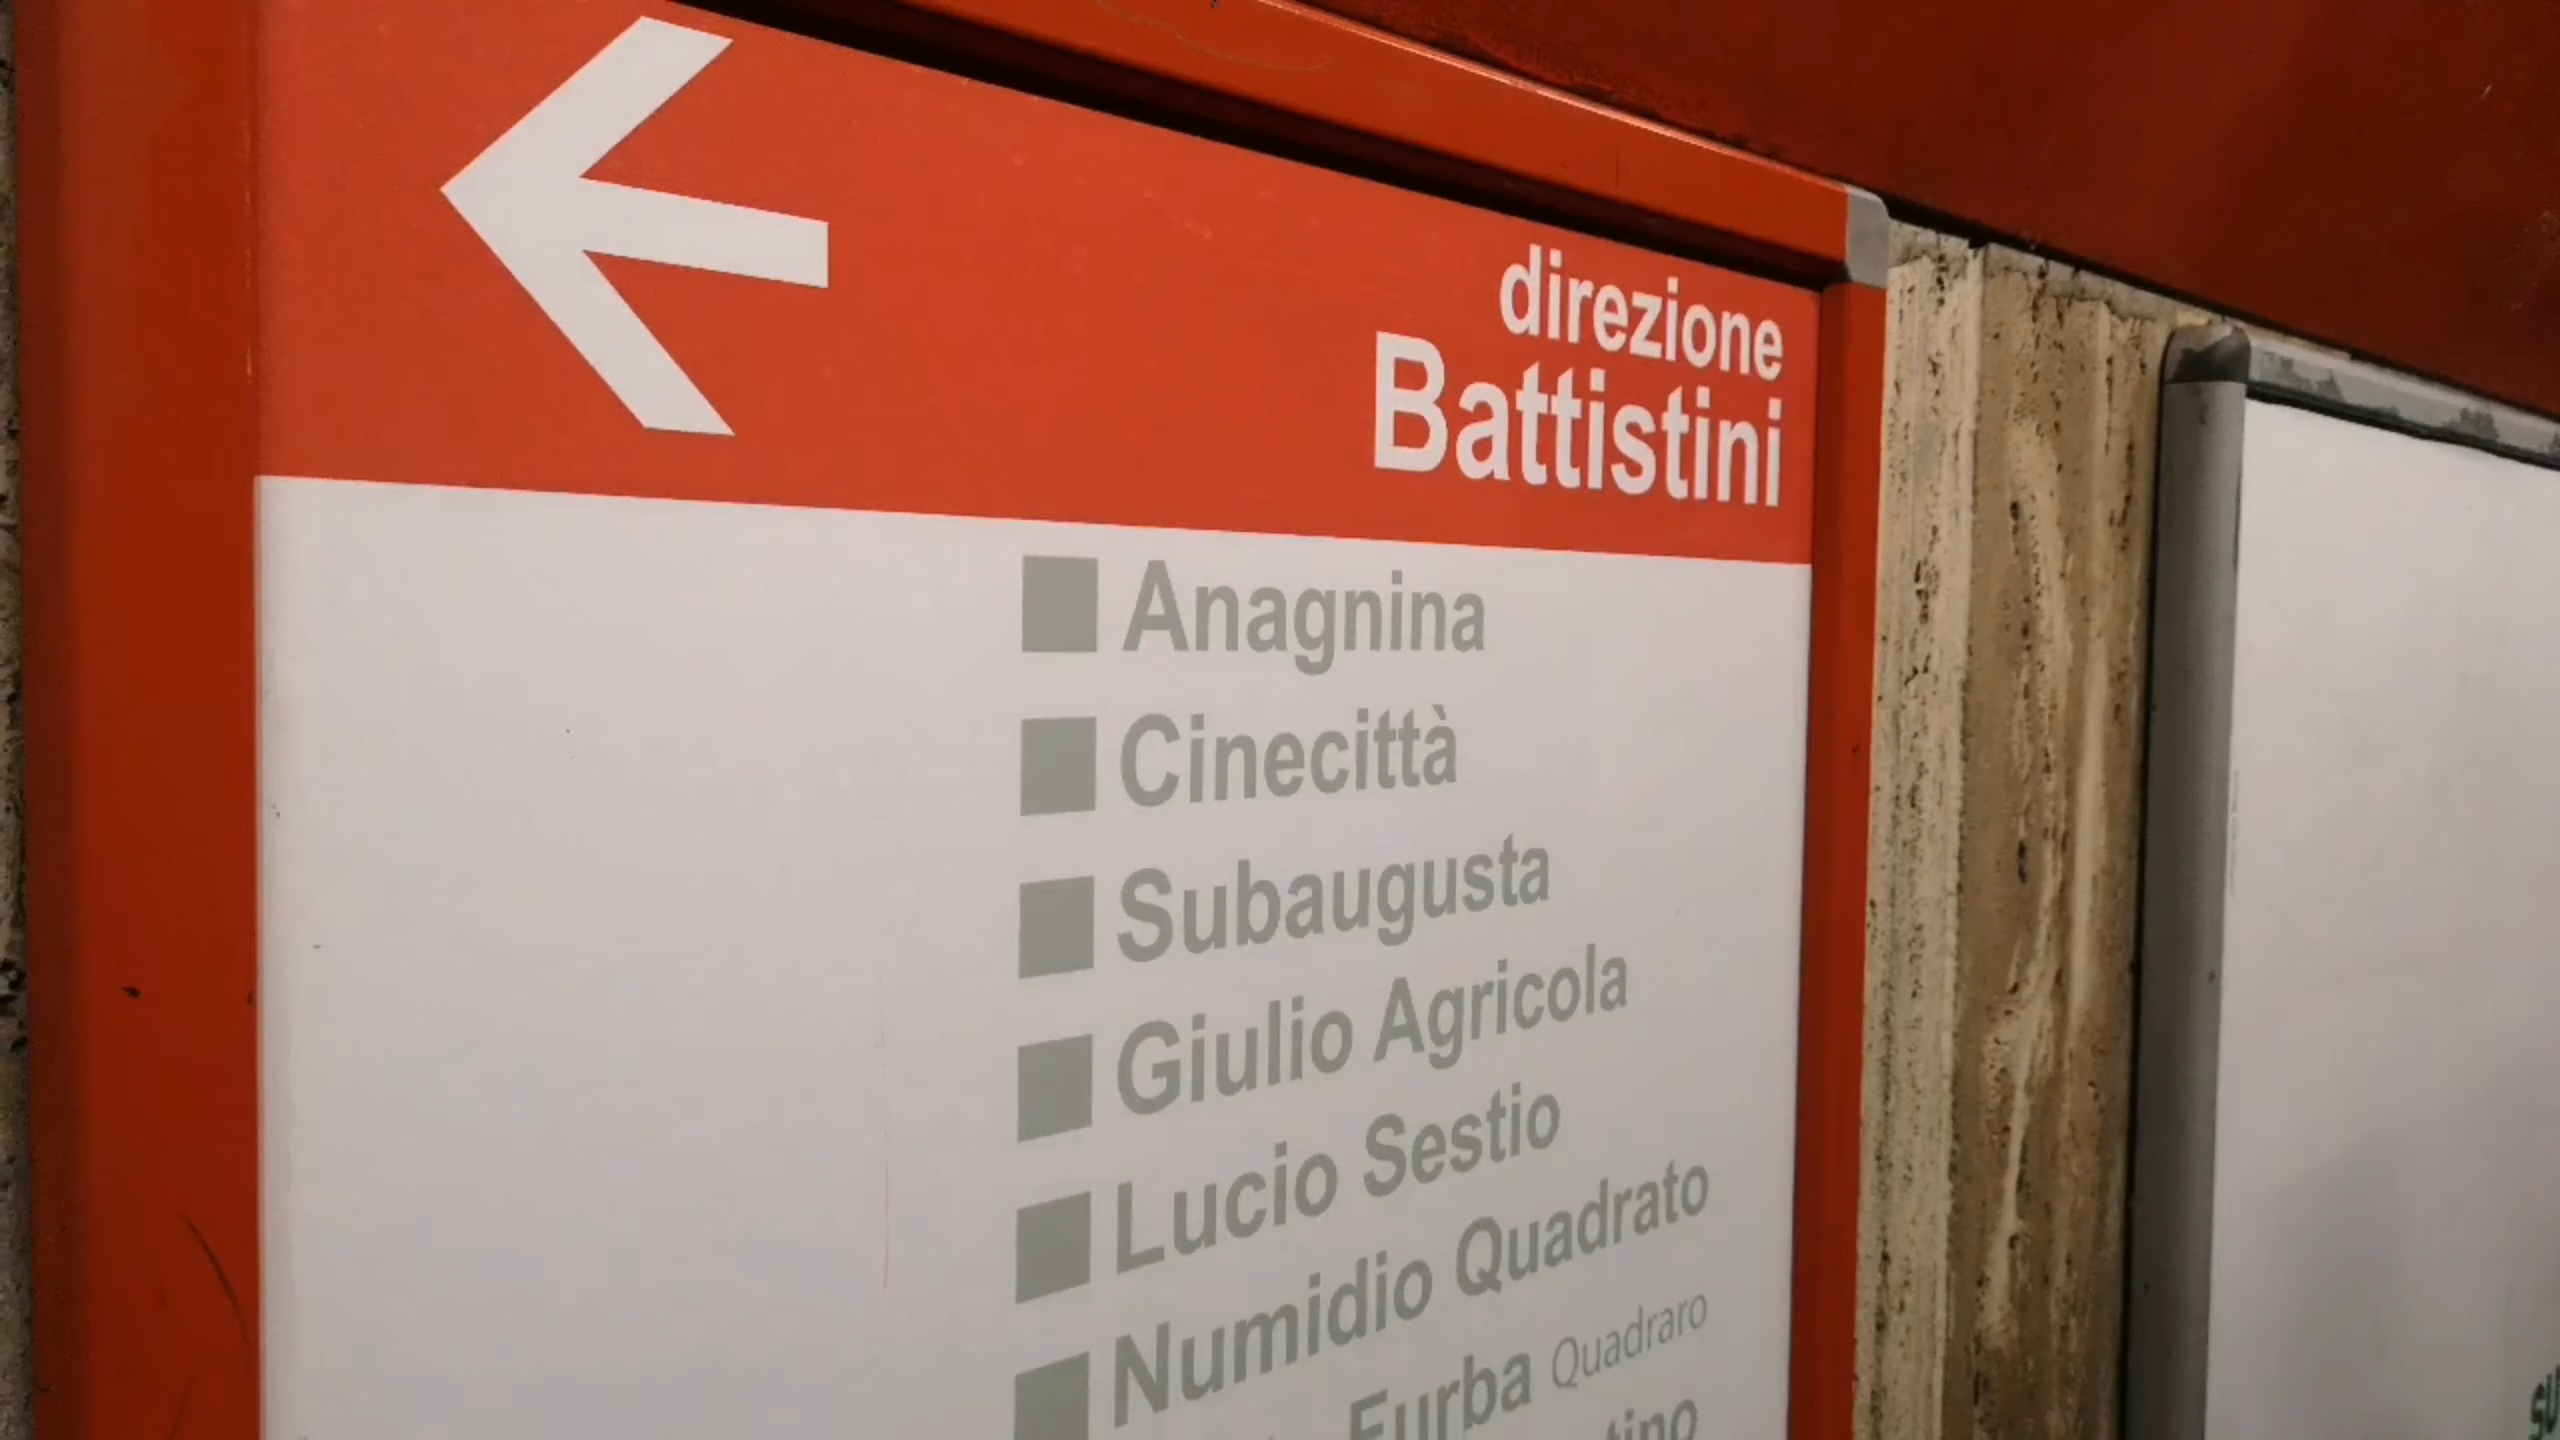 direzione
Battistini
Anagnina
Cinecittà
Subaugusta
Giulio Agricola
Lucio Sestio
Numidio Quadrato
Furba Quadraro